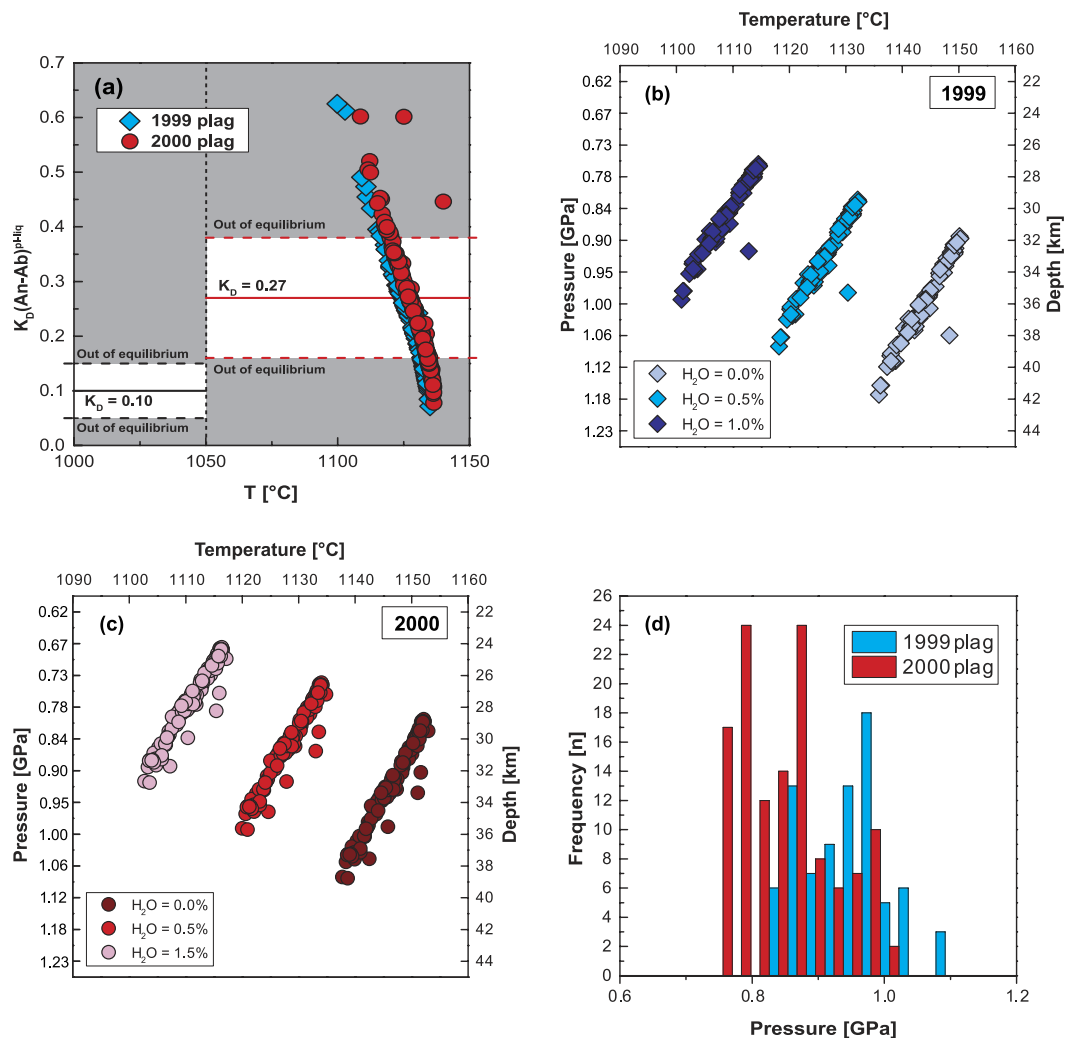 (a)
1999 plag
2000 plag
Out of equilibrium
K_D = 0.27
Out of equilibrium
Out of equilibrium
K_D = 0.10
Out of equilibrium
0.7
0.6
0.5
0.4
0.3
0.2
0.1
0.0
K_D(An-Ab)^pl-liq
1000 1050 1100 1150
T [°C]
Temperature [°C]
1090 1100 1110 1120 1130 1140 1150 1160
(b)
1999
0.62
0.67
0.73
0.78
0.84
0.90
0.95
1.00
1.06
1.12
1.18
1.23
Pressure [GPa]
22
24
26
28
30
32
34
36
38
40
42
44
Depth [km]
H₂O = 0.0%
H₂O = 0.5%
H₂O = 1.0%
Temperature [°C]
1090 1100 1110 1120 1130 1140 1150 1160
(c)
2000
0.62
0.67
0.73
0.78
0.84
0.90
0.95
1.00
1.06
1.12
1.18
1.23
Pressure [GPa]
22
24
26
28
30
32
34
36
38
40
42
44
Depth [km]
H₂O = 0.0%
H₂O = 0.5%
H₂O = 1.5%
(d)
1999 plag
2000 plag
26
24
22
20
18
16
14
12
10
8
6
4
2
0
Frequency [n]
0.6 0.8 1.0 1.2
Pressure [GPa]